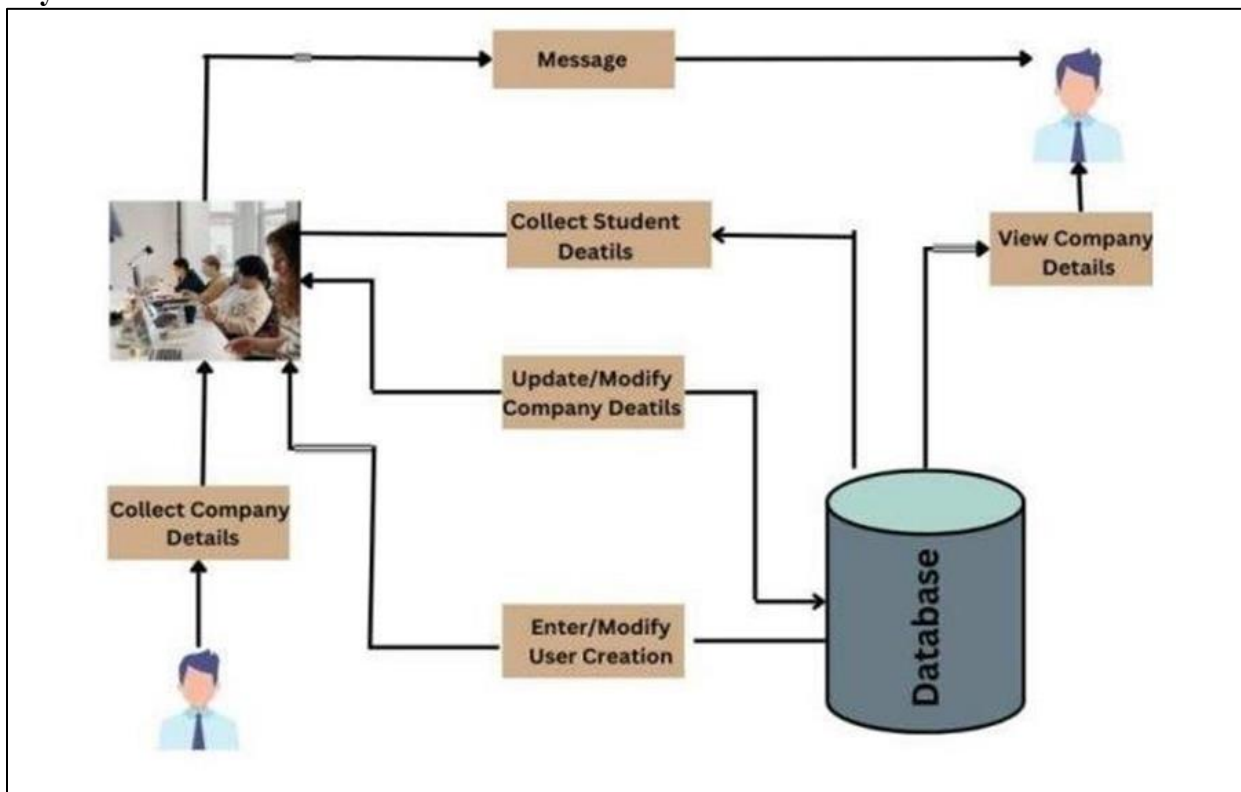 Message
Collect Student
Deatils
View Company
Details
Update/Modify
Company Deatils
Collect Company
Details
Enter/Modify
User Creation
Database